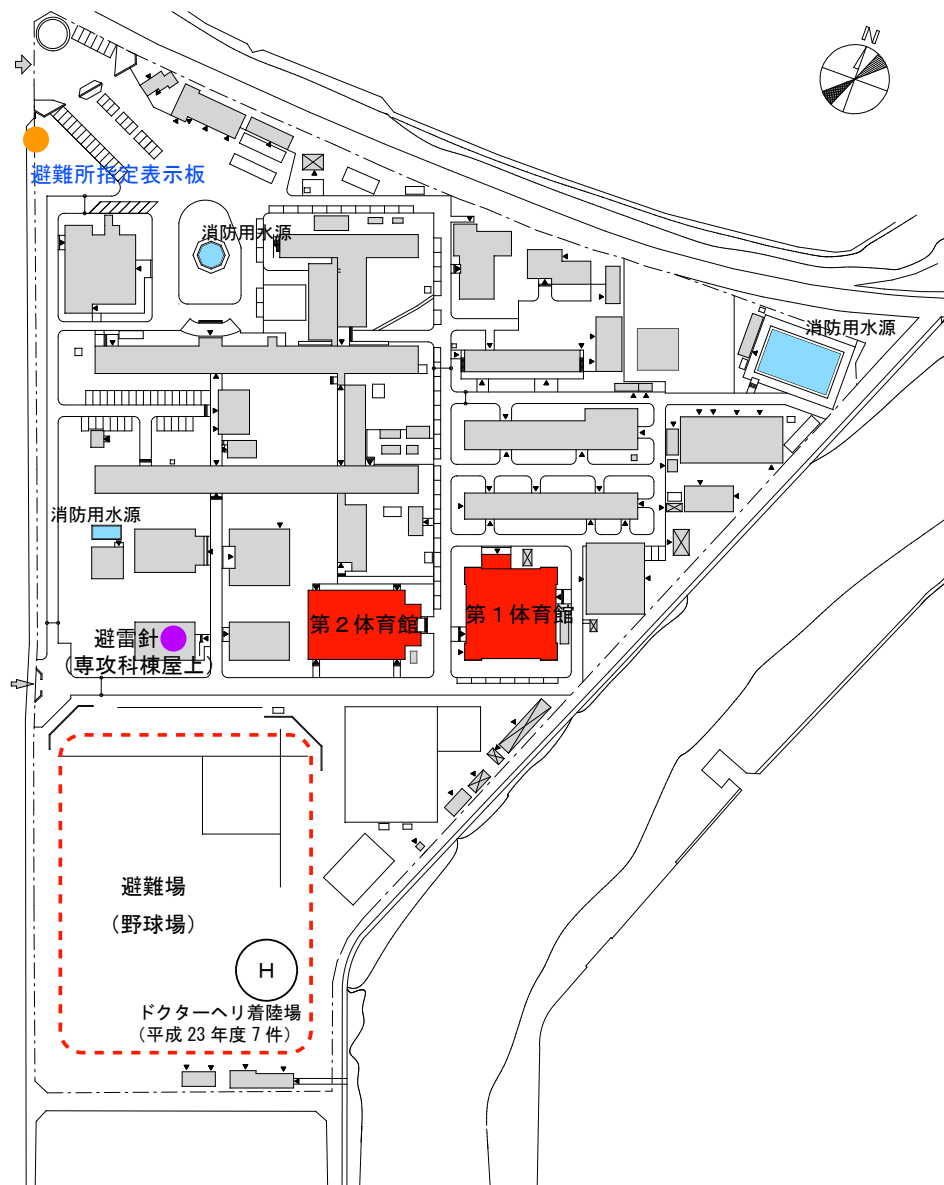 N
避難所指定表示板
消防用水源
消防用水源
消防用水源
第２体育館
第１体育館
避雷針
（専攻科棟屋上）
避難場
（野球場）
H
ドクターヘリ着陸場
（平成 23 年度 7 件）